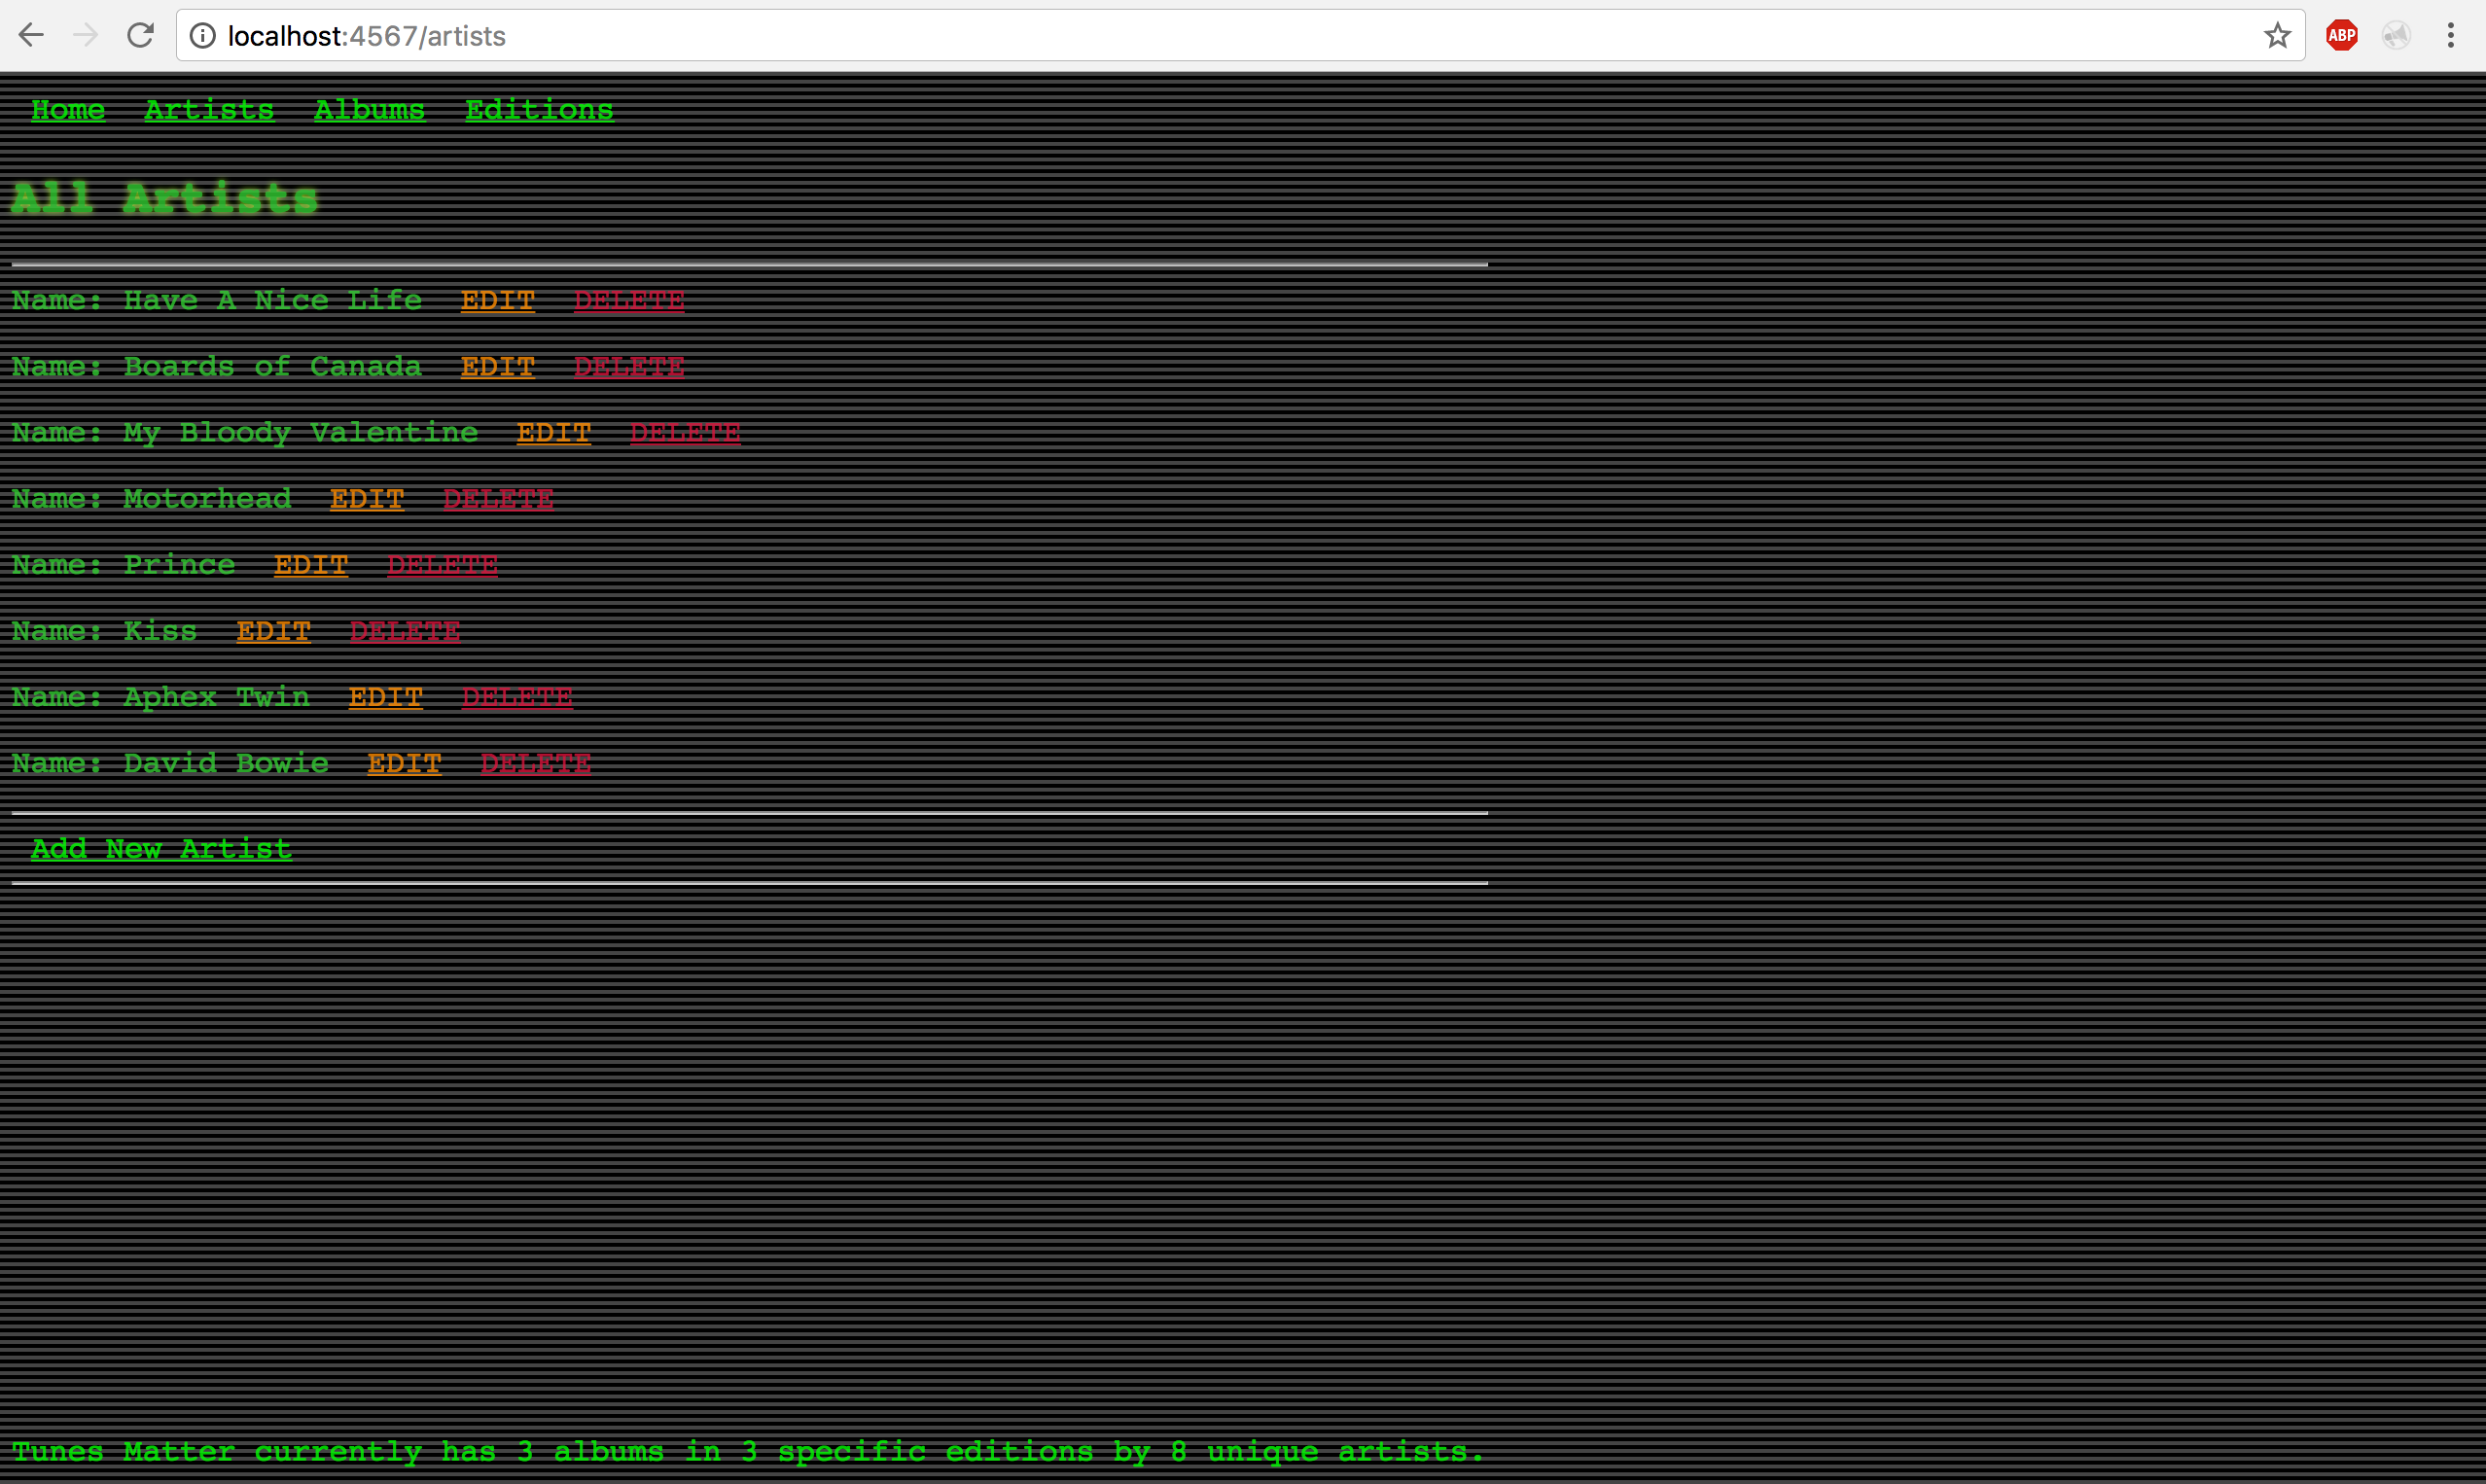 localhost:4567/artists
ABP
Home Artists Albums Editions
All Artists
Name: Have A Nice Life EDIT DELETE
Name: Boards of Canada EDIT DELETE
Name: My Bloody Valentine EDIT DELETE
Name: Motorhead EDIT DELETE
Name: Prince EDIT DELETE
Name: Kiss EDIT DELETE
Name: Aphex Twin EDIT DELETE
Name: David Bowie EDIT DELETE
Add New Artist
Tunes Matter currently has 3 albums in 3 specific editions by 8 unique artists.